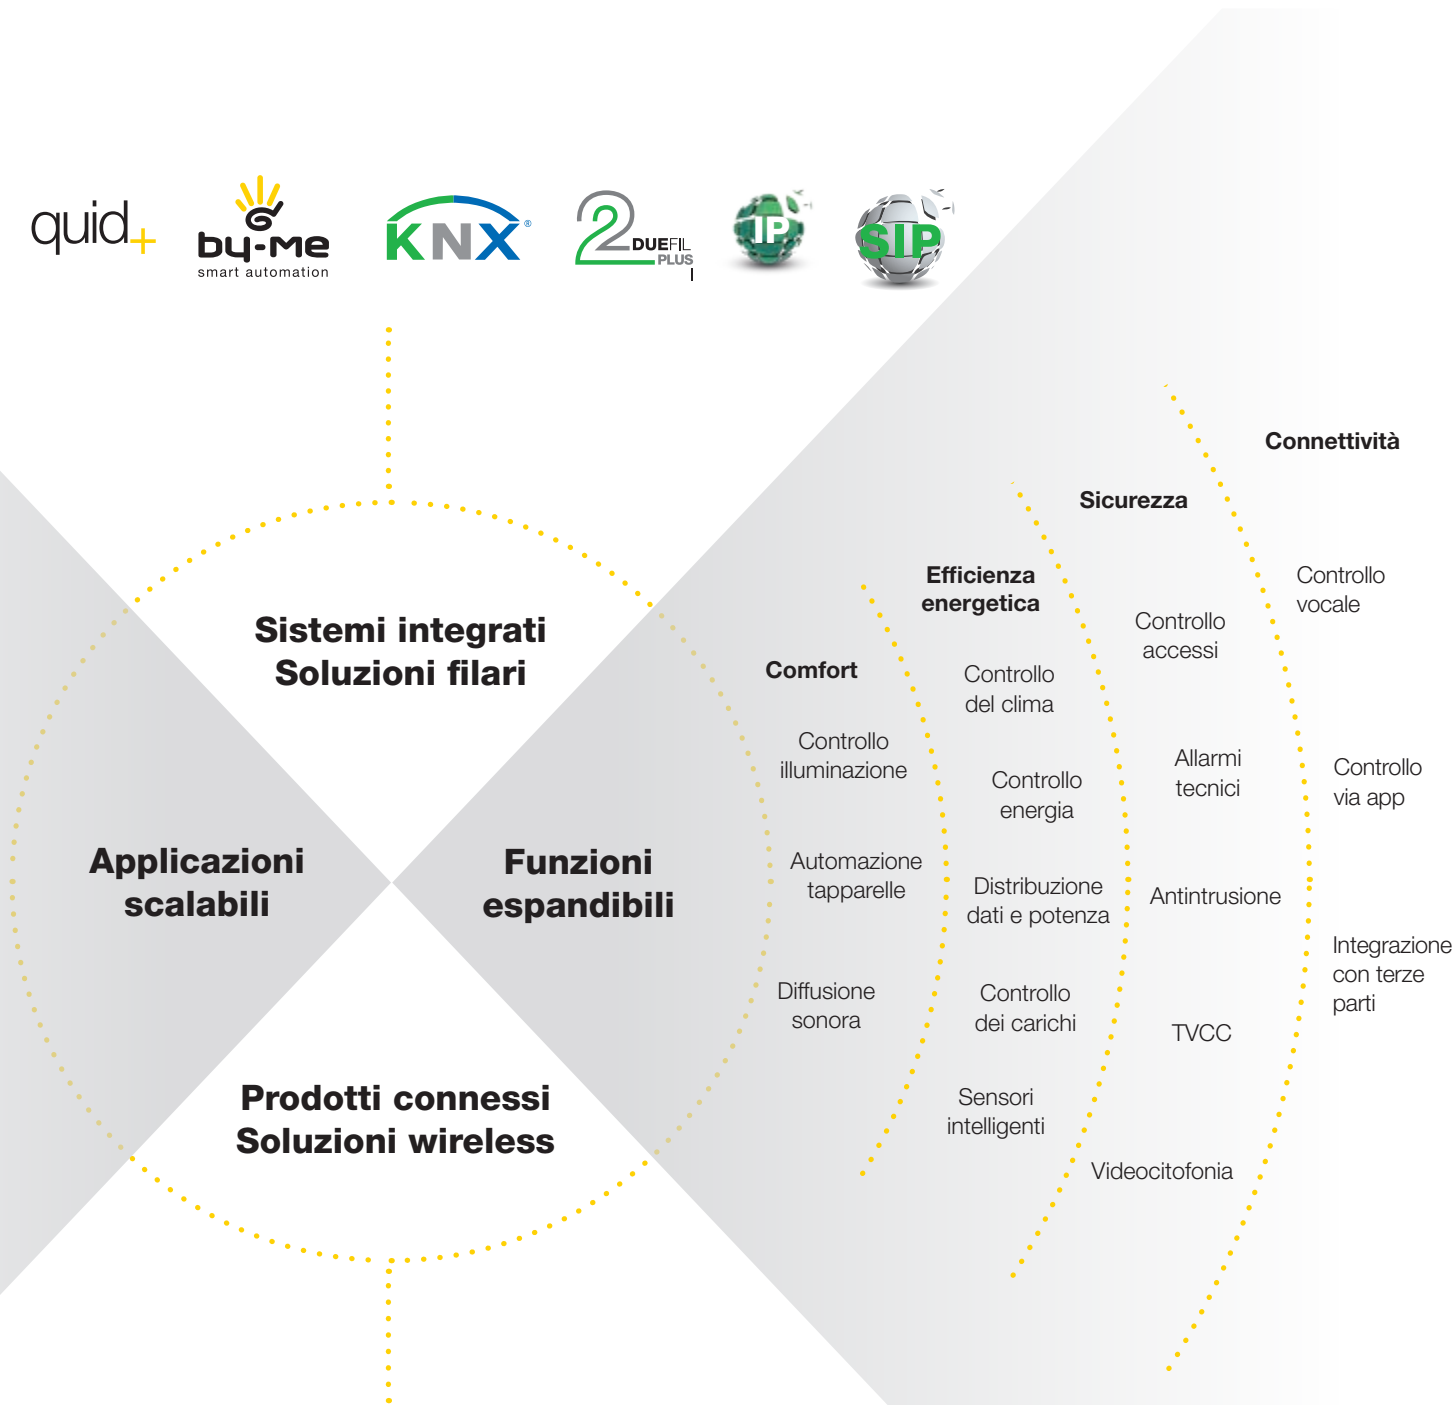 quid+
by-me
smart automation
KNX®
2
DUEFIL
PLUS
IP
SIP
Connettività
Sicurezza
Efficienza
energetica
Comfort
Sistemi integrati
Soluzioni filari
Applicazioni
scalabili
Funzioni
espandibili
Prodotti connessi
Soluzioni wireless
Controllo
illuminazione
Automazione
tapparelle
Diffusione
sonora
Controllo
del clima
Controllo
energia
Distribuzione
dati e potenza
Controllo
dei carichi
Sensori
intelligenti
Controllo
accessi
Allarmi
tecnici
Antintrusione
TVCC
Videocitofonia
Controllo
vocale
Controllo
via app
Integrazione
con terze
parti